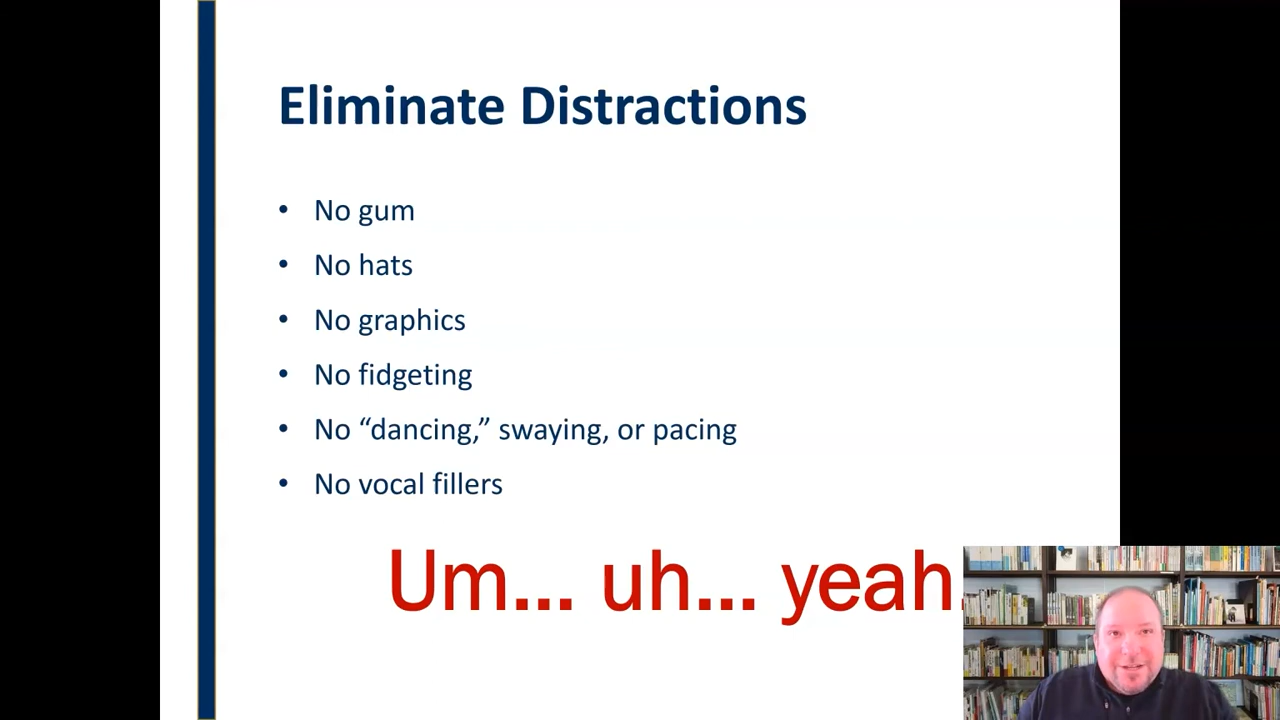 Eliminate Distractions
• No gum
• No hats
• No graphics
• No fidgeting
• No “dancing,” swaying, or pacing
• No vocal fillers
Um... uh... yeah.